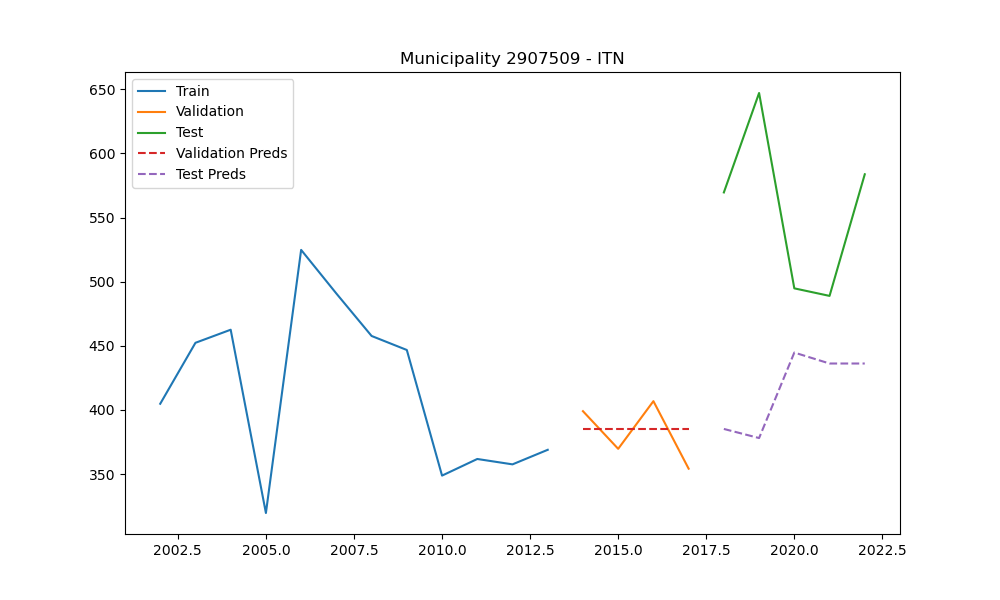 Municipality 2907509 - ITN
Train
Validation
Test
Validation Preds
Test Preds
650
600
550
500
450
400
350
2002.5 2005.0 2007.5 2010.0 2012.5 2015.0 2017.5 2020.0 2022.5